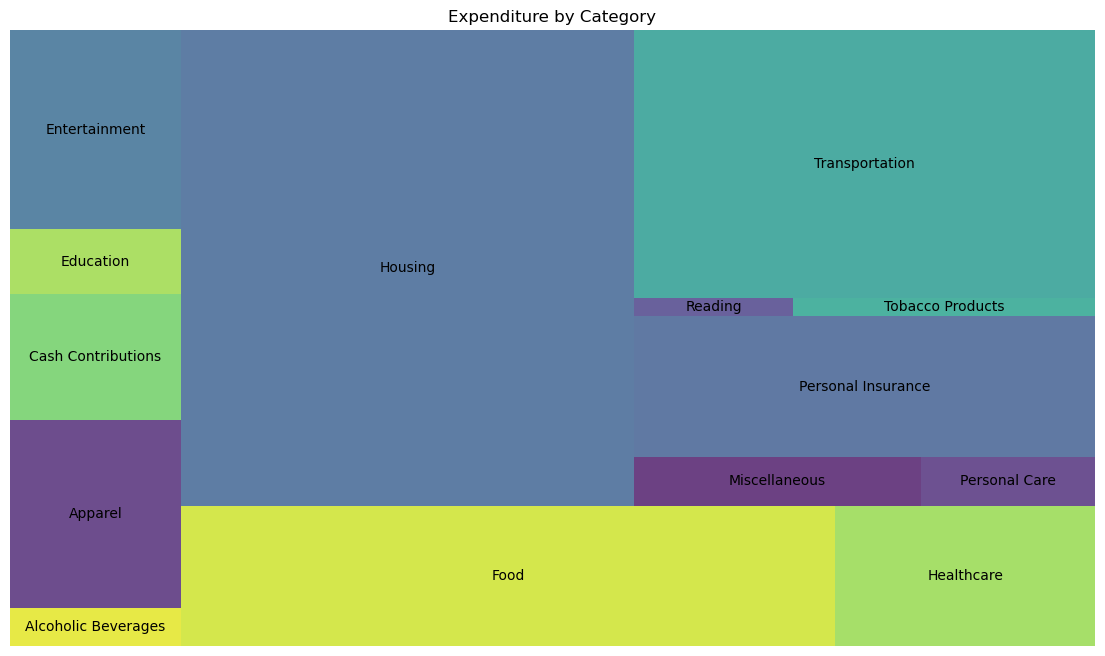 Expenditure by Category
Entertainment
Education
Cash Contributions
Apparel
Alcoholic Beverages
Housing
Food
Transportation
Reading
Tobacco Products
Personal Insurance
Miscellaneous
Personal Care
Healthcare